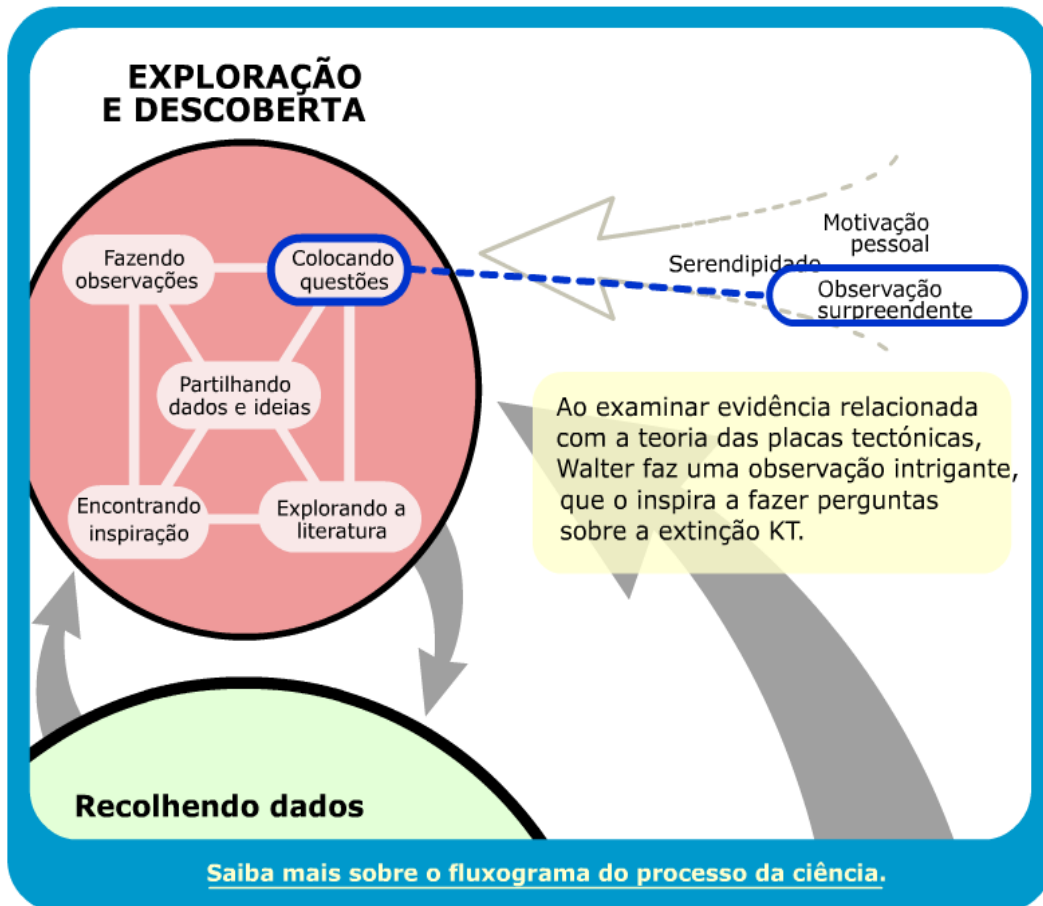 EXPLORAÇÃO
E DESCOBERTA
Fazendo
observações
Colocando
questões
Partilhando
dados e ideias
Encontrando
inspiração
Explorando a
literatura
Motivação
pessoal
Serendipidade
Observação
surpreendente
Ao examinar evidência relacionada
com a teoria das placas tectónicas,
Walter faz uma observação intrigante,
que o inspira a fazer perguntas
sobre a extinção KT.
Recolhendo dados
Saiba mais sobre o fluxograma do processo da ciência.